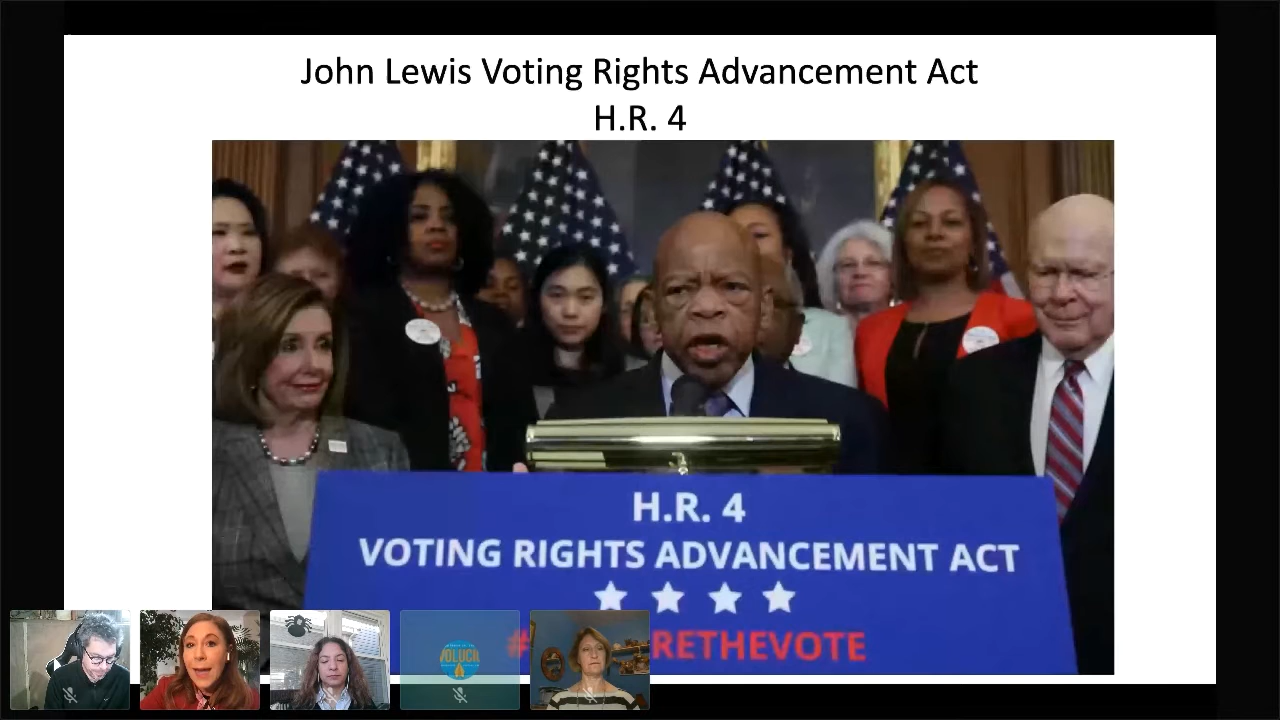 John Lewis Voting Rights Advancement Act
H.R. 4
H.R. 4
VOTING RIGHTS ADVANCEMENT ACT
RETHEVOTE